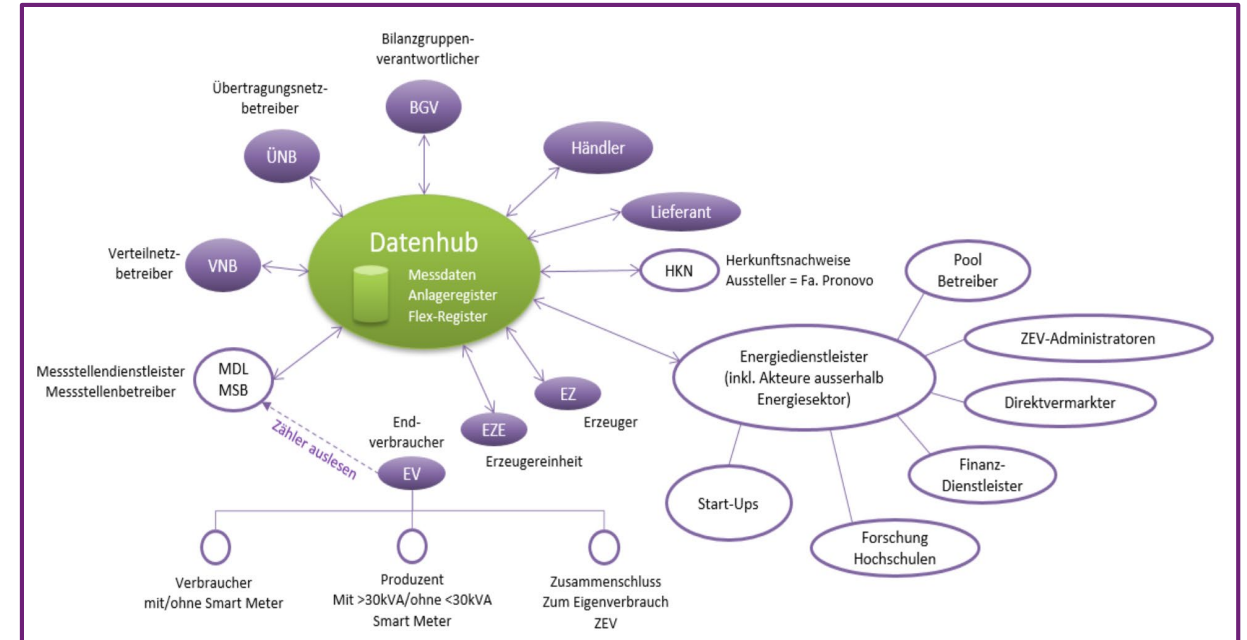 Bilanzgruppen-
verantwortlicher
BGV
Übertragungsnetz-
betreiber
ÜNB
Händler
Lieferant
Verteilnetz-
betreiber
VNB
Datenhub
Messdaten
Anlageregister
Flex-Register
HKN
Herkunftsnachweise
Aussteller = Fa. Pronovo
Pool
Betreiber
ZEV-Administratoren
Energiedienstleister
(inkl. Akteure ausserhalb
Energiesektor)
Direktvermarkter
Finanz-
Dienstleister
Forschung
Hochschulen
Start-Ups
Messstellendienstleister
Messstellenbetreiber
MDL
MSB
Zähler auslesen
EZ
Erzeuger
EZE
Erzeugereinheit
End-
verbraucher
EV
Verbraucher
mit/ohne Smart Meter
Produzent
Mit >30kVA/ohne <30kVA
Smart Meter
Zusammenschluss
Zum Eigenverbrauch
ZEV